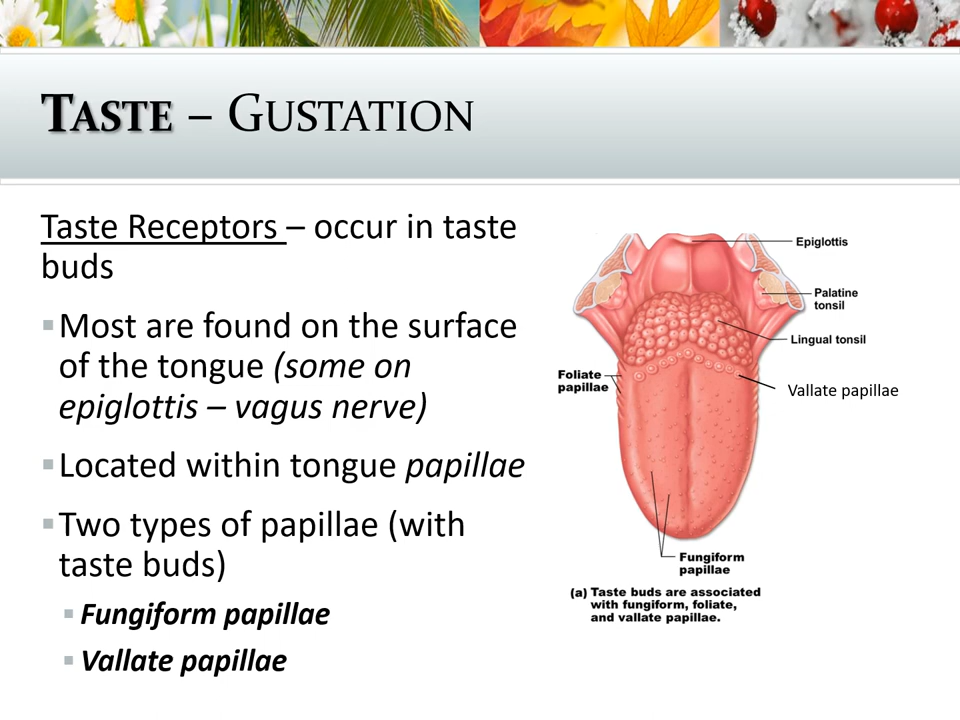 TASTE – GUSTATION
Taste Receptors – occur in taste
buds
▪Most are found on the surface
of the tongue (some on
epiglottis – vagus nerve)
▪Located within tongue papillae
▪Two types of papillae (with
taste buds)
▪Fungiform papillae
▪Vallate papillae
Epiglottis
Palatine
tonsil
Lingual tonsil
Foliate
papillae
Vallate papillae
Fungiform
papillae
(a) Taste buds are associated
with fungiform, foliate,
and vallate papillae.